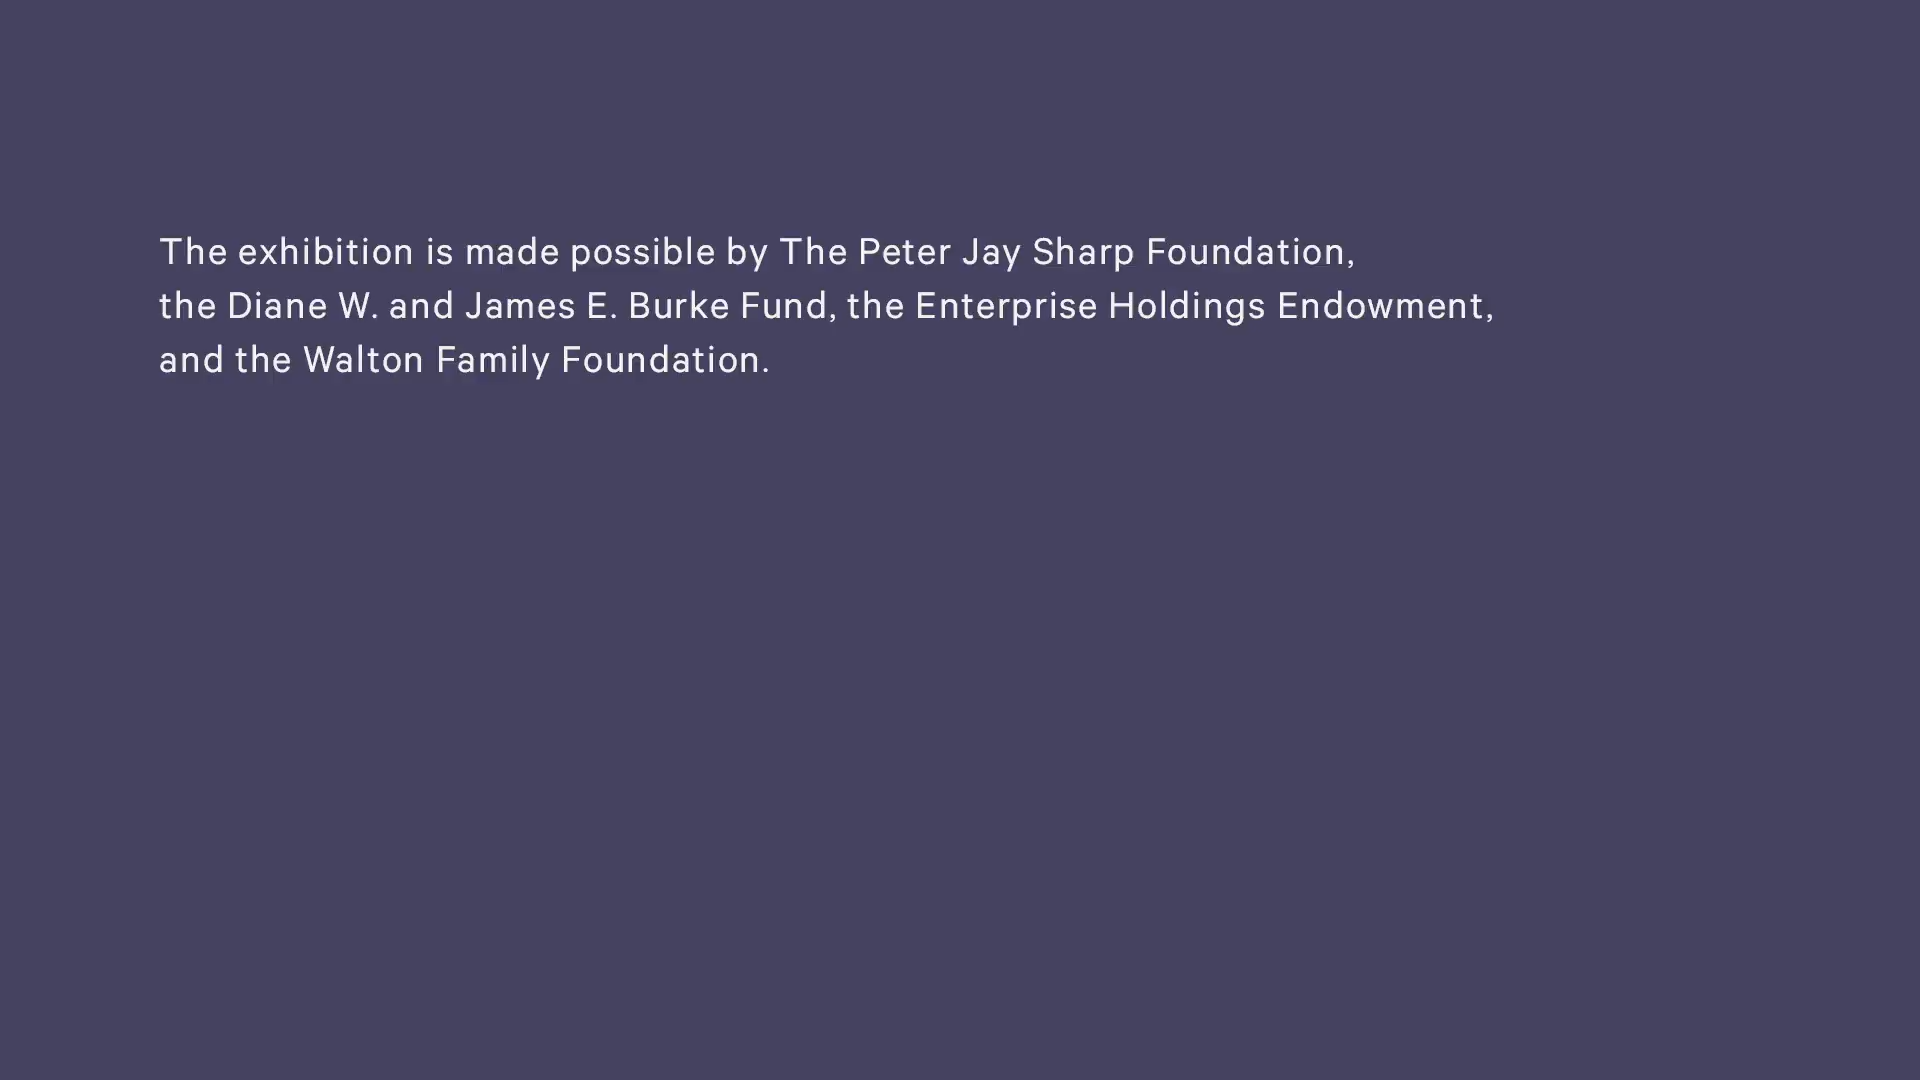 The exhibition is made possible by The Peter Jay Sharp Foundation,
the Diane W. and James E. Burke Fund, the Enterprise Holdings Endowment,
and the Walton Family Foundation.